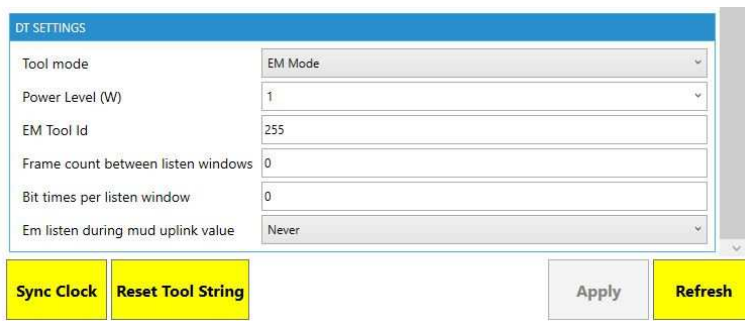 DT SETTINGS
Tool mode EM Mode
Power Level (W) 1
EM Tool Id 255
Frame count between listen windows 0
Bit times per listen window 0
Em listen during mud uplink value Never
Sync Clock Reset Tool String Apply Refresh